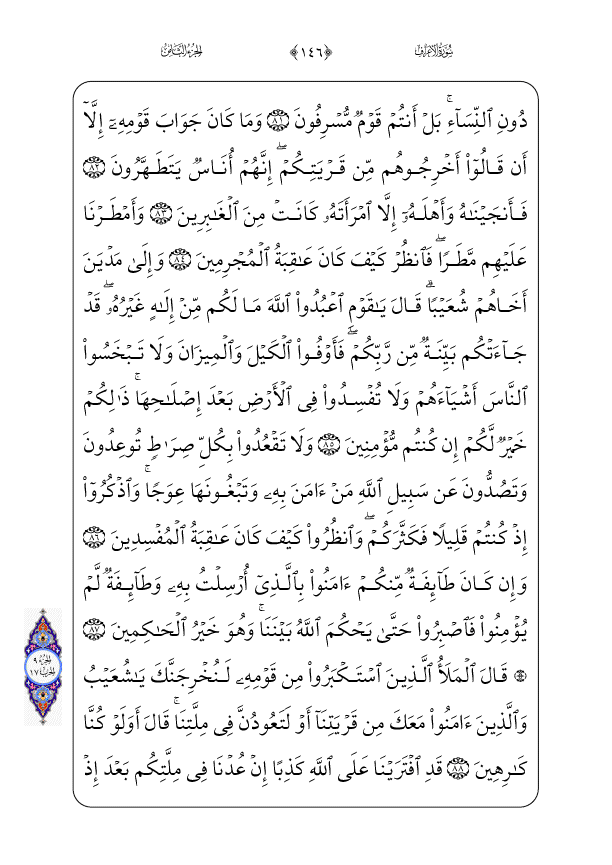 سُورَةُ الأَعْرَافِ ﴿١٤٦﴾ الجُزْءُ الثَّامِنُ
دُونِ ٱلنِّسَآءِۚ بَلۡ أَنتُمۡ قَوۡمٞ مُّسۡرِفُونَ ٨١ وَمَا كَانَ جَوَابَ قَوۡمِهِۦٓ إِلَّآ
أَن قَالُوٓاْ أَخۡرِجُوهُم مِّن قَرۡيَتِكُمۡۖ إِنَّهُمۡ أُنَاسٞ يَتَطَهَّرُونَ ٨٢
فَأَنجَيۡنَٰهُ وَأَهۡلَهُۥٓ إِلَّا ٱمۡرَأَتَهُۥ كَانَتۡ مِنَ ٱلۡغَٰبِرِينَ ٨٣ وَأَمۡطَرۡنَا
عَلَيۡهِم مَّطَرٗاۖ فَٱنظُرۡ كَيۡفَ كَانَ عَٰقِبَةُ ٱلۡمُجۡرِمِينَ ٨٤ وَإِلَىٰ مَدۡيَنَ
أَخَاهُمۡ شُعَيۡبٗاۚ قَالَ يَٰقَوۡمِ ٱعۡبُدُواْ ٱللَّهَ مَا لَكُم مِّنۡ إِلَٰهٍ غَيۡرُهُۥۖ قَدۡ
جَآءَتۡكُم بَيِّنَةٞ مِّن رَّبِّكُمۡۖ فَأَوۡفُواْ ٱلۡكَيۡلَ وَٱلۡمِيزَانَ وَلَا تَبۡخَسُواْ
ٱلنَّاسَ أَشۡيَآءَهُمۡ وَلَا تُفۡسِدُواْ فِي ٱلۡأَرۡضِ بَعۡدَ إِصۡلَٰحِهَاۚ ذَٰلِكُمۡ
خَيۡرٞ لَّكُمۡ إِن كُنتُم مُّؤۡمِنِينَ ٨٥ وَلَا تَقۡعُدُواْ بِكُلِّ صِرَٰطٖ تُوعِدُونَ
وَتَصُدُّونَ عَن سَبِيلِ ٱللَّهِ مَنۡ ءَامَنَ بِهِۦ وَتَبۡغُونَهَا عِوَجٗاۚ وَٱذۡكُرُوٓاْ
إِذۡ كُنتُمۡ قَلِيلٗا فَكَثَّرَكُمۡۖ وَٱنظُرُواْ كَيۡفَ كَانَ عَٰقِبَةُ ٱلۡمُفۡسِدِينَ ٨٦
وَإِن كَانَ طَآئِفَةٞ مِّنكُمۡ ءَامَنُواْ بِٱلَّذِيٓ أُرۡسِلۡتُ بِهِۦ وَطَآئِفَةٞ لَّمۡ
يُؤۡمِنُواْ فَٱصۡبِرُواْ حَتَّىٰ يَحۡكُمَ ٱللَّهُ بَيۡنَنَاۚ وَهُوَ خَيۡرُ ٱلۡحَٰكِمِينَ ٨٧
الجُزْءُ ٩
الحِزْبُ ١٧
۞ قَالَ ٱلۡمَلَأُ ٱلَّذِينَ ٱسۡتَكۡبَرُواْ مِن قَوۡمِهِۦ لَنُخۡرِجَنَّكَ يَٰشُعَيۡبُ
وَٱلَّذِينَ ءَامَنُواْ مَعَكَ مِن قَرۡيَتِنَآ أَوۡ لَتَعُودُنَّ فِي مِلَّتِنَاۚ قَالَ أَوَلَوۡ كُنَّا
كَٰرِهِينَ ٨٨ قَدِ ٱفۡتَرَيۡنَا عَلَى ٱللَّهِ كَذِبًا إِنۡ عُدۡنَا فِي مِلَّتِكُم بَعۡدَ إِذۡ